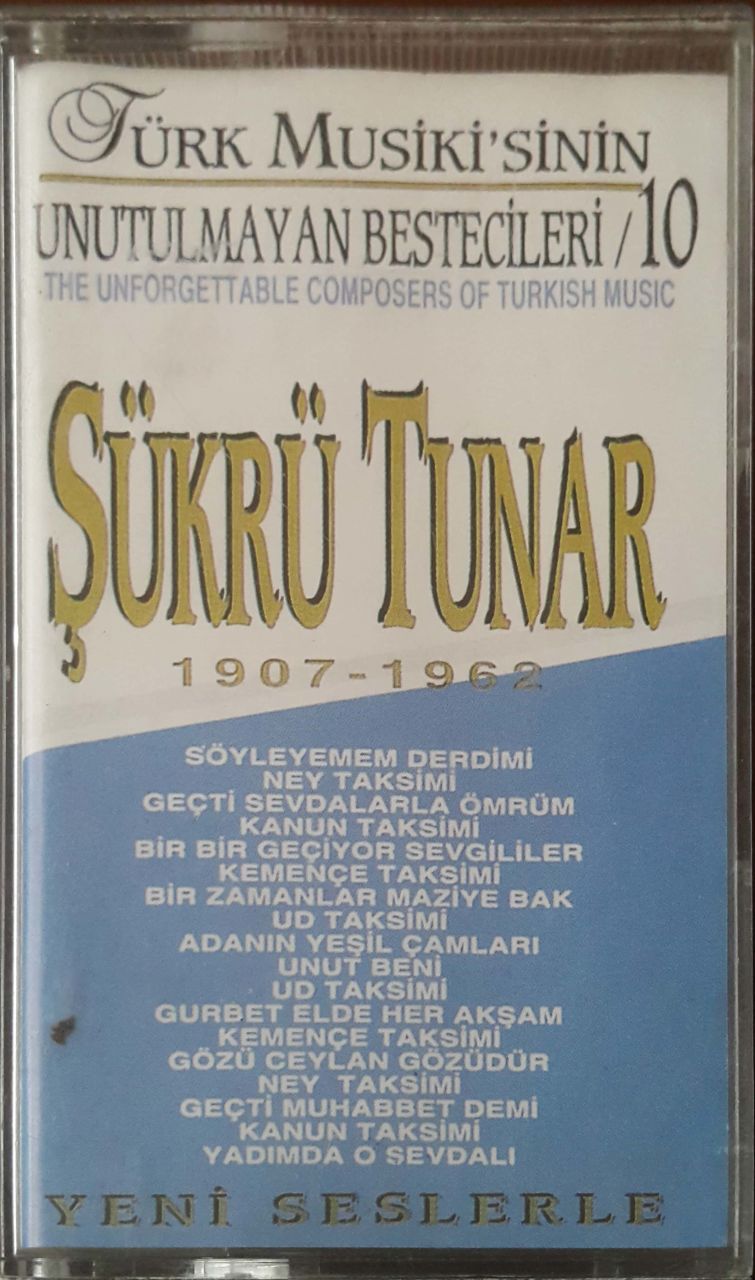 TÜRK MUSİKİ'SİNİN
UNUTULMAYAN BESTECİLERİ / 10
THE UNFORGETTABLE COMPOSERS OF TURKISH MUSIC
ŞÜKRÜ TUNAR
1907-1962
SÖYLEYEMEM DERDİMİ
NEY TAKSİMİ
GEÇTİ SEVDALARLA ÖMRÜM
KANUN TAKSİMİ
BİR BİR GEÇİYOR SEVGİLİLER
KEMENÇE TAKSİMİ
BİR ZAMANLAR MAZİYE BAK
UD TAKSİMİ
ADANIN YEŞİL ÇAMLARI
UNUT BENİ
UD TAKSİMİ
GURBET ELDE HER AKŞAM
KEMENÇE TAKSİMİ
GÖZÜ CEYLAN GÖZÜDÜR
NEY TAKSİMİ
GEÇTİ MUHABBET DEMİ
KANUN TAKSİMİ
YADIMDA O SEVDALI
YENİ SESLERLE